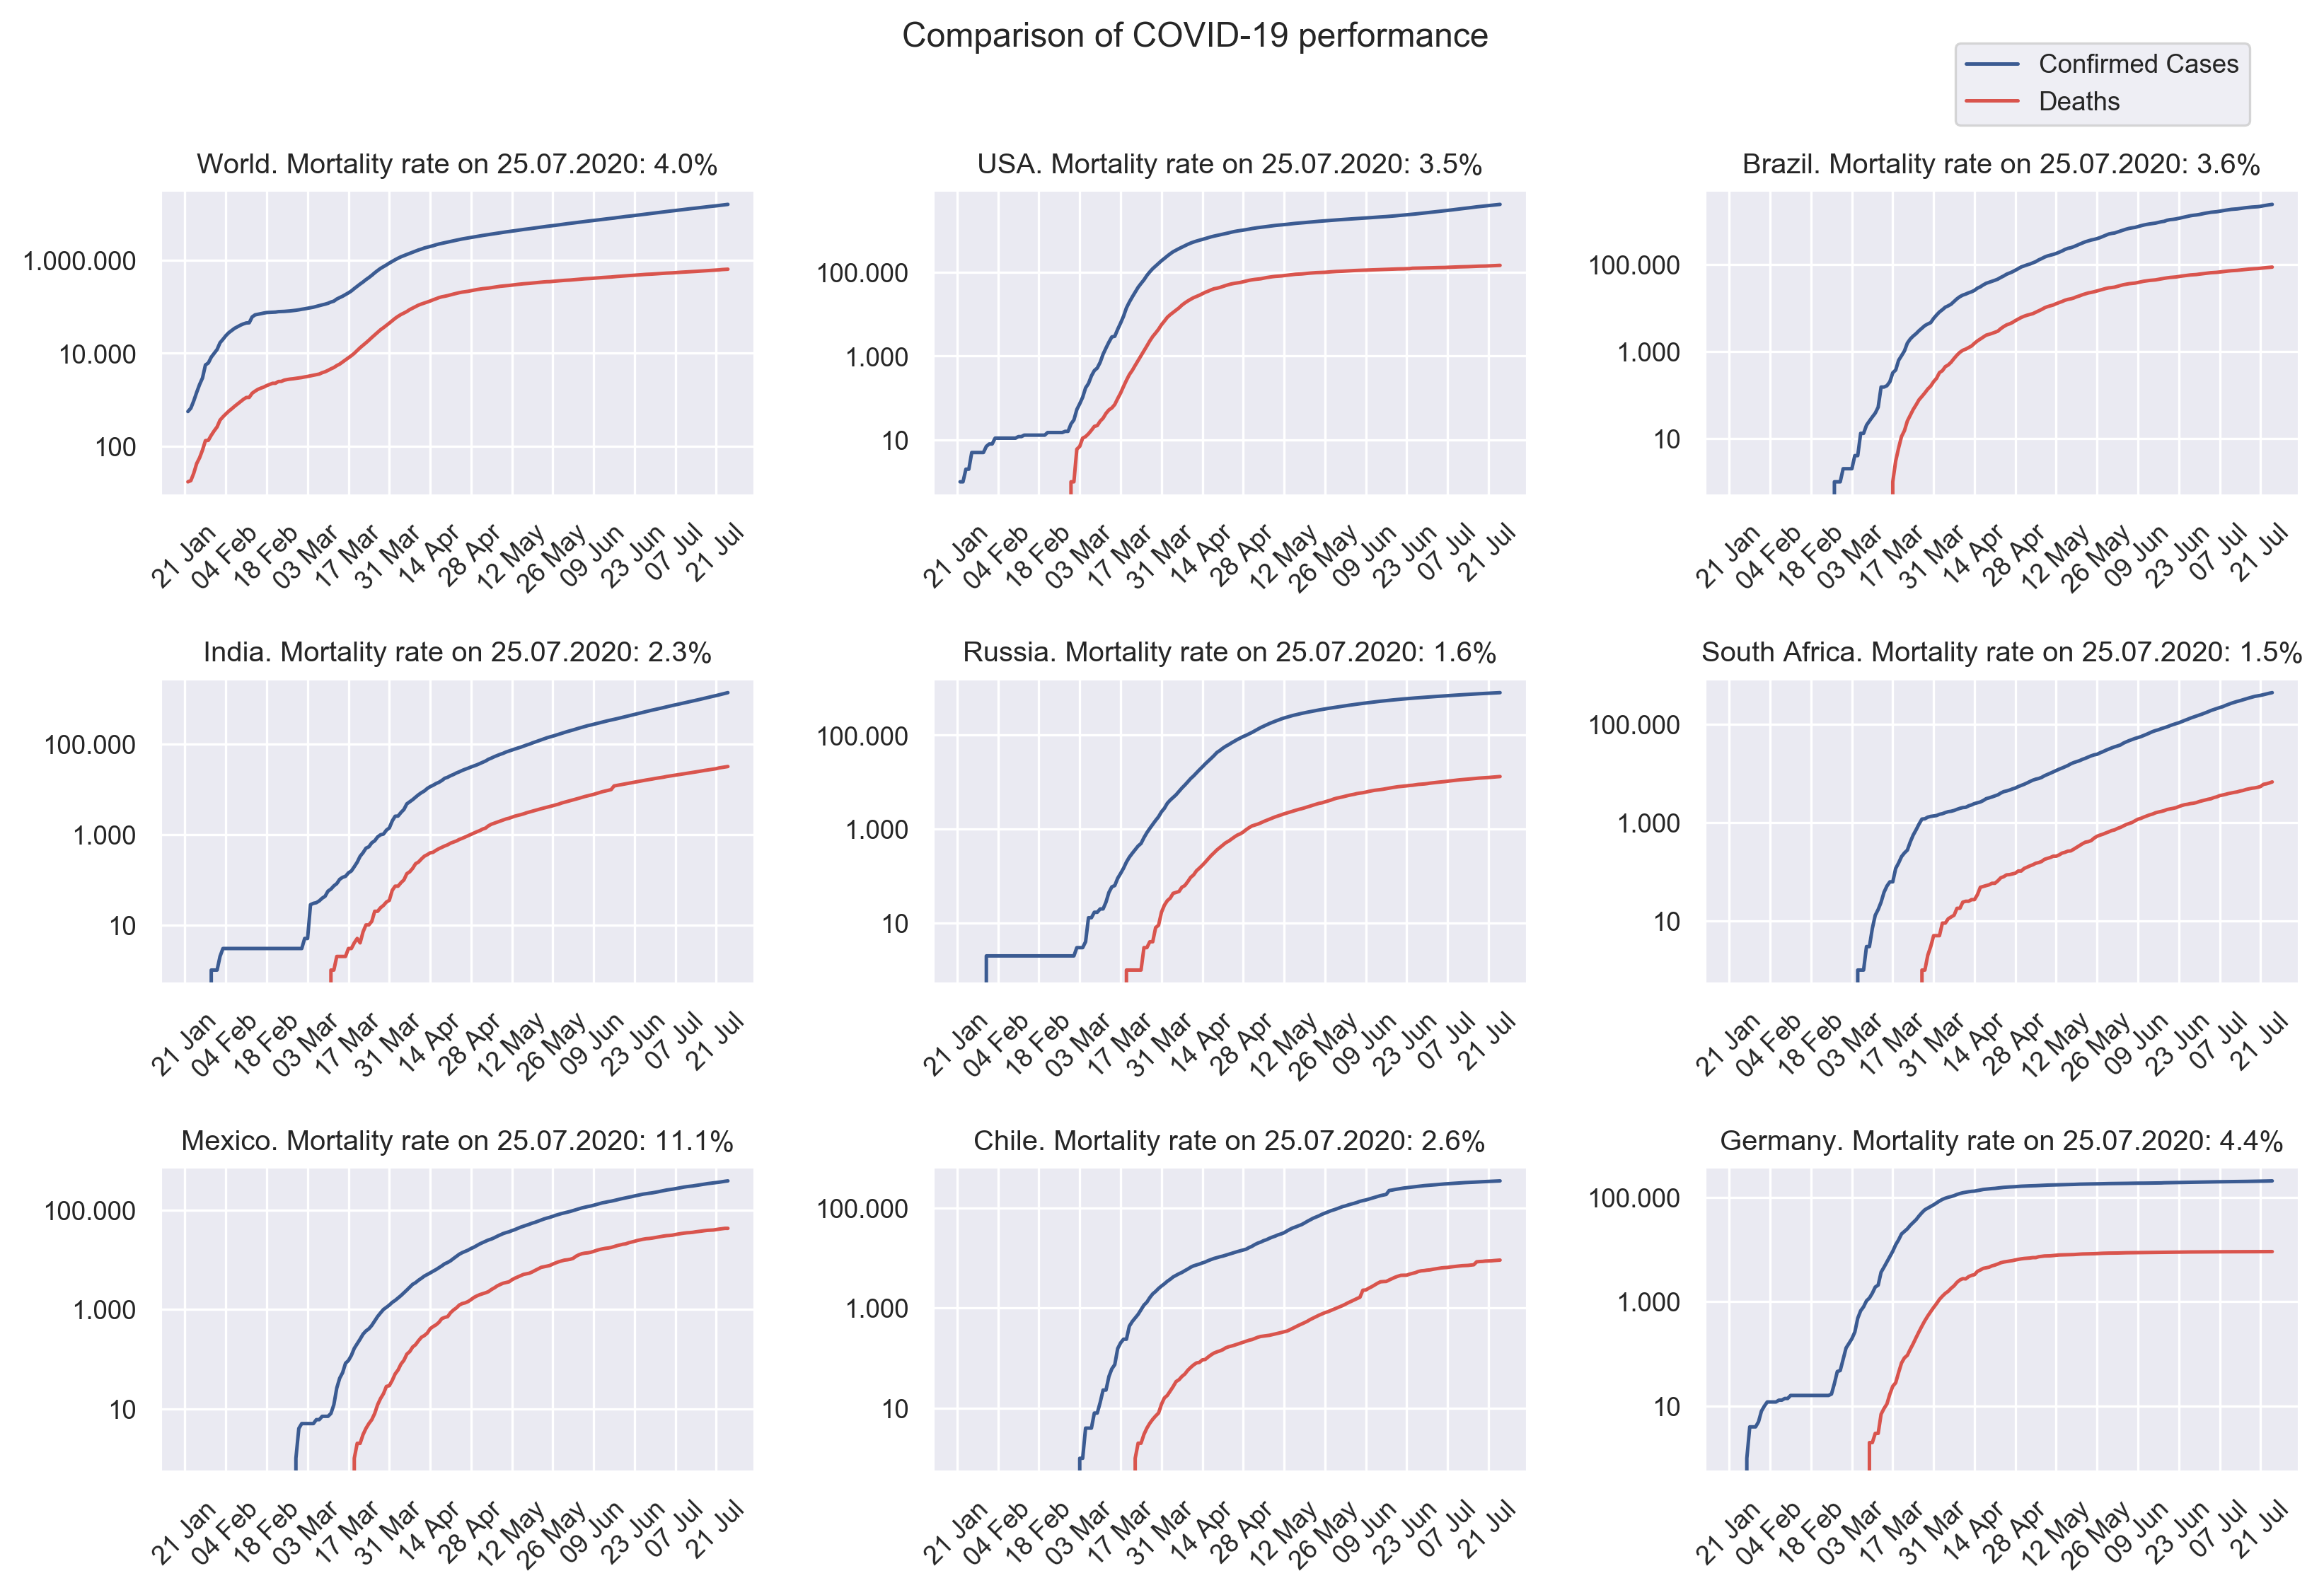 Comparison of COVID-19 performance
Confirmed Cases
Deaths
World. Mortality rate on 25.07.2020: 4.0%
1.000.000
10.000
100
21 Jan
04 Feb
18 Feb
03 Mar
17 Mar
31 Mar
14 Apr
28 Apr
12 May
26 May
09 Jun
23 Jun
07 Jul
21 Jul
USA. Mortality rate on 25.07.2020: 3.5%
100.000
1.000
10
21 Jan
04 Feb
18 Feb
03 Mar
17 Mar
31 Mar
14 Apr
28 Apr
12 May
26 May
09 Jun
23 Jun
07 Jul
21 Jul
Brazil. Mortality rate on 25.07.2020: 3.6%
100.000
1.000
10
21 Jan
04 Feb
18 Feb
03 Mar
17 Mar
31 Mar
14 Apr
28 Apr
12 May
26 May
09 Jun
23 Jun
07 Jul
21 Jul
India. Mortality rate on 25.07.2020: 2.3%
100.000
1.000
10
21 Jan
04 Feb
18 Feb
03 Mar
17 Mar
31 Mar
14 Apr
28 Apr
12 May
26 May
09 Jun
23 Jun
07 Jul
21 Jul
Russia. Mortality rate on 25.07.2020: 1.6%
100.000
1.000
10
21 Jan
04 Feb
18 Feb
03 Mar
17 Mar
31 Mar
14 Apr
28 Apr
12 May
26 May
09 Jun
23 Jun
07 Jul
21 Jul
South Africa. Mortality rate on 25.07.2020: 1.5%
100.000
1.000
10
21 Jan
04 Feb
18 Feb
03 Mar
17 Mar
31 Mar
14 Apr
28 Apr
12 May
26 May
09 Jun
23 Jun
07 Jul
21 Jul
Mexico. Mortality rate on 25.07.2020: 11.1%
100.000
1.000
10
21 Jan
04 Feb
18 Feb
03 Mar
17 Mar
31 Mar
14 Apr
28 Apr
12 May
26 May
09 Jun
23 Jun
07 Jul
21 Jul
Chile. Mortality rate on 25.07.2020: 2.6%
100.000
1.000
10
21 Jan
04 Feb
18 Feb
03 Mar
17 Mar
31 Mar
14 Apr
28 Apr
12 May
26 May
09 Jun
23 Jun
07 Jul
21 Jul
Germany. Mortality rate on 25.07.2020: 4.4%
100.000
1.000
10
21 Jan
04 Feb
18 Feb
03 Mar
17 Mar
31 Mar
14 Apr
28 Apr
12 May
26 May
09 Jun
23 Jun
07 Jul
21 Jul